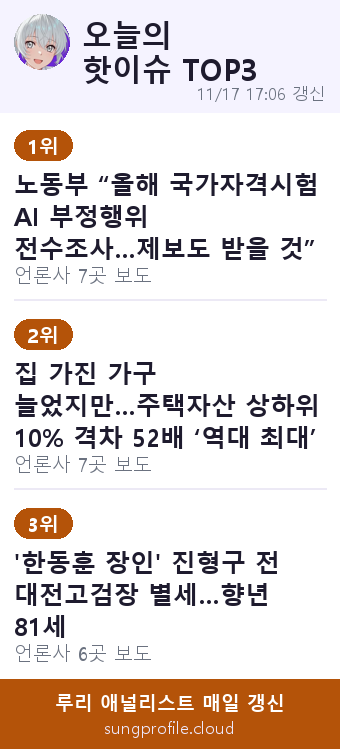 오늘의
핫이슈 TOP3
11/17 17:06 갱신
1위
노동부 “올해 국가자격시험
AI 부정행위
전수조사…제보도 받을 것”
언론사 7곳 보도
2위
집 가진 가구
늘었지만…주택자산 상하위
10% 격차 52배 ‘역대 최대’
언론사 7곳 보도
3위
'한동훈 장인' 진형구 전
대전고검장 별세…향년
81세
언론사 6곳 보도
루리 애널리스트 매일 갱신
sungprofile.cloud